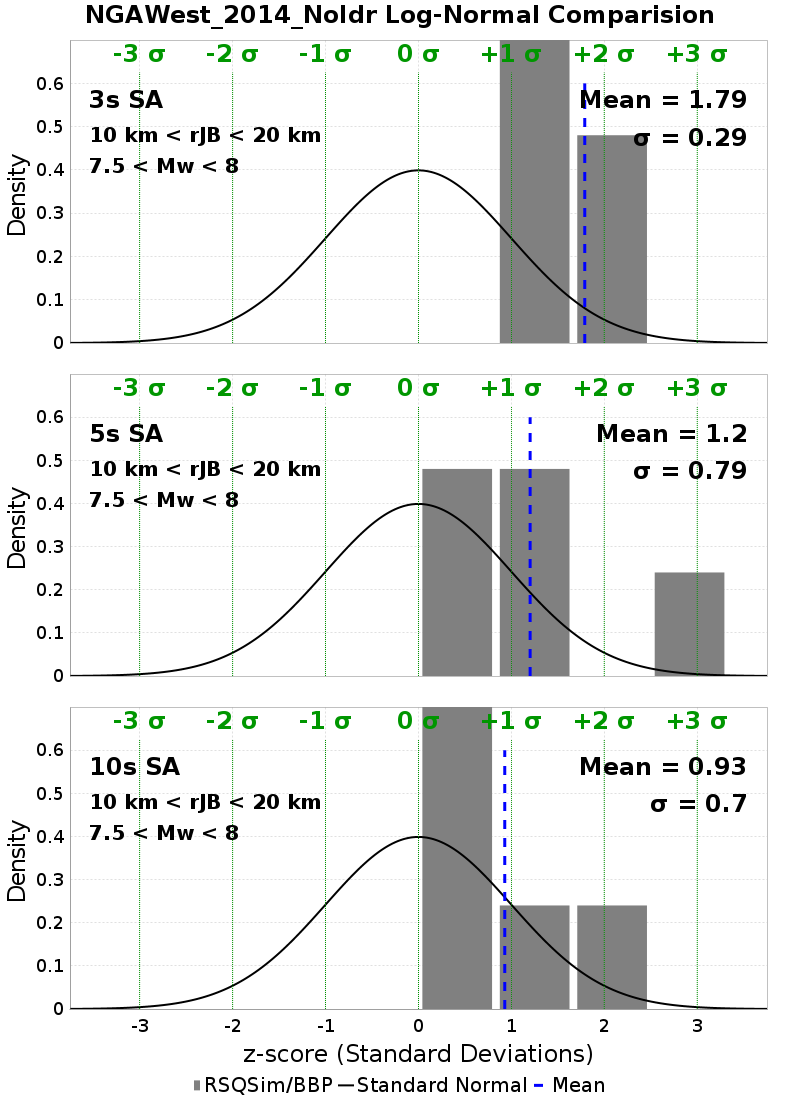 NGAWest_2014_NoIdr Log-Normal Comparision
-3 σ -2 σ -1 σ 0 σ +1 σ +2 σ +3 σ
3s SA
Mean = 1.79
10 km < rJB < 20 km
σ = 0.29
7.5 < Mw < 8
0.6
0.5
0.4
0.3
0.2
0.1
0
Density
-3 σ -2 σ -1 σ 0 σ +1 σ +2 σ +3 σ
5s SA
Mean = 1.2
10 km < rJB < 20 km
σ = 0.79
7.5 < Mw < 8
0.6
0.5
0.4
0.3
0.2
0.1
0
Density
-3 σ -2 σ -1 σ 0 σ +1 σ +2 σ +3 σ
10s SA
Mean = 0.93
10 km < rJB < 20 km
σ = 0.7
7.5 < Mw < 8
0.6
0.5
0.4
0.3
0.2
0.1
0
Density
-3 -2 -1 0 1 2 3
z-score (Standard Deviations)
RSQSim/BBP Standard Normal Mean